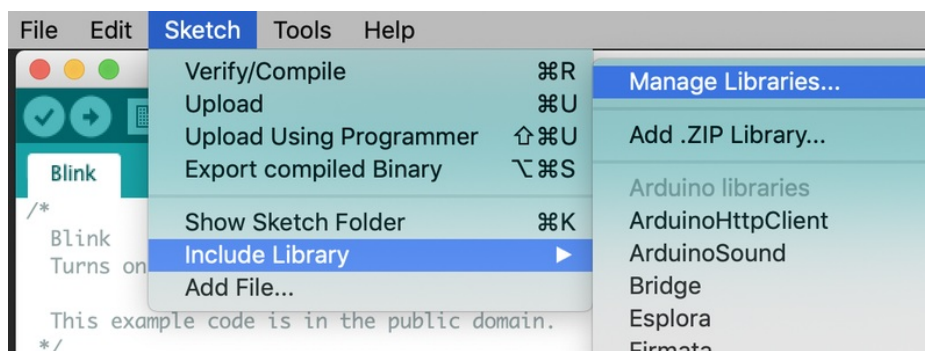 File Edit Sketch Tools Help
Verify/Compile ⌘R
Upload ⌘U
Upload Using Programmer ⇧⌘U
Export compiled Binary ⌥⌘S
Show Sketch Folder ⌘K
Include Library ▶
Add File...
Manage Libraries...
Add .ZIP Library...
Arduino libraries
ArduinoHttpClient
ArduinoSound
Bridge
Esplora
Firmata
Blink
/*
Blink
Turns on
This example code is in the public domain.
*/